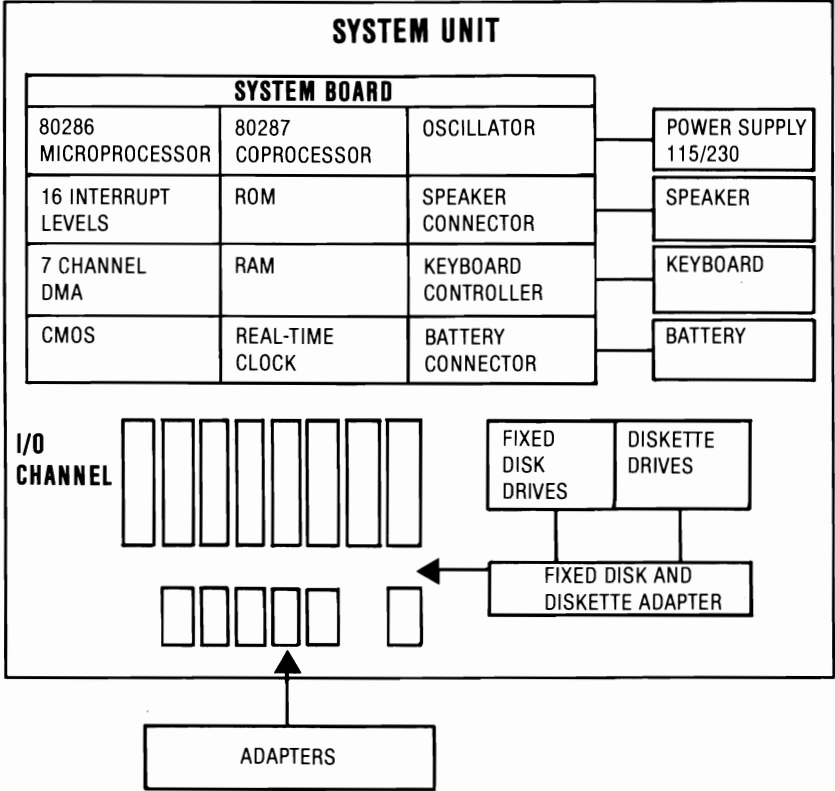 SYSTEM UNIT
SYSTEM BOARD
80286
MICROPROCESSOR
80287
COPROCESSOR
OSCILLATOR
POWER SUPPLY
115/230
16 INTERRUPT
LEVELS
ROM
SPEAKER
CONNECTOR
SPEAKER
7 CHANNEL
DMA
RAM
KEYBOARD
CONTROLLER
KEYBOARD
CMOS
REAL-TIME
CLOCK
BATTERY
CONNECTOR
BATTERY
I/O
CHANNEL
FIXED
DISK
DRIVES
DISKETTE
DRIVES
FIXED DISK AND
DISKETTE ADAPTER
ADAPTERS